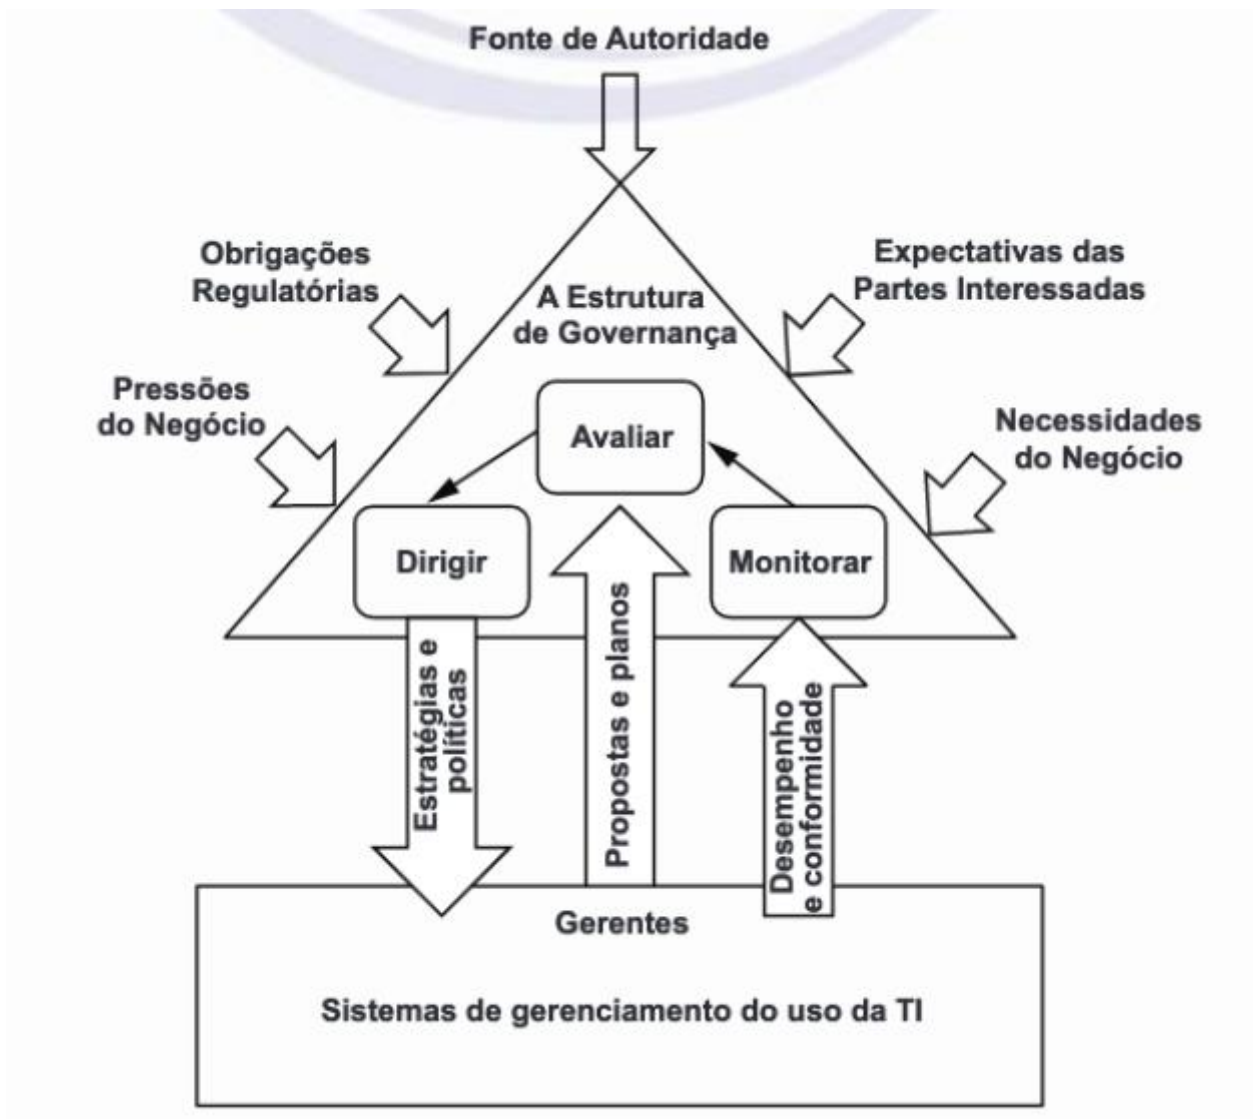 Fonte de Autoridade
Obrigações
Regulatórias
Expectativas das
Partes Interessadas
A Estrutura
de Governança
Pressões
do Negócio
Necessidades
do Negócio
Avaliar
Dirigir
Monitorar
Estratégias e
políticas
Propostas e planos
Desempenho
e conformidade
Gerentes
Sistemas de gerenciamento do uso da TI